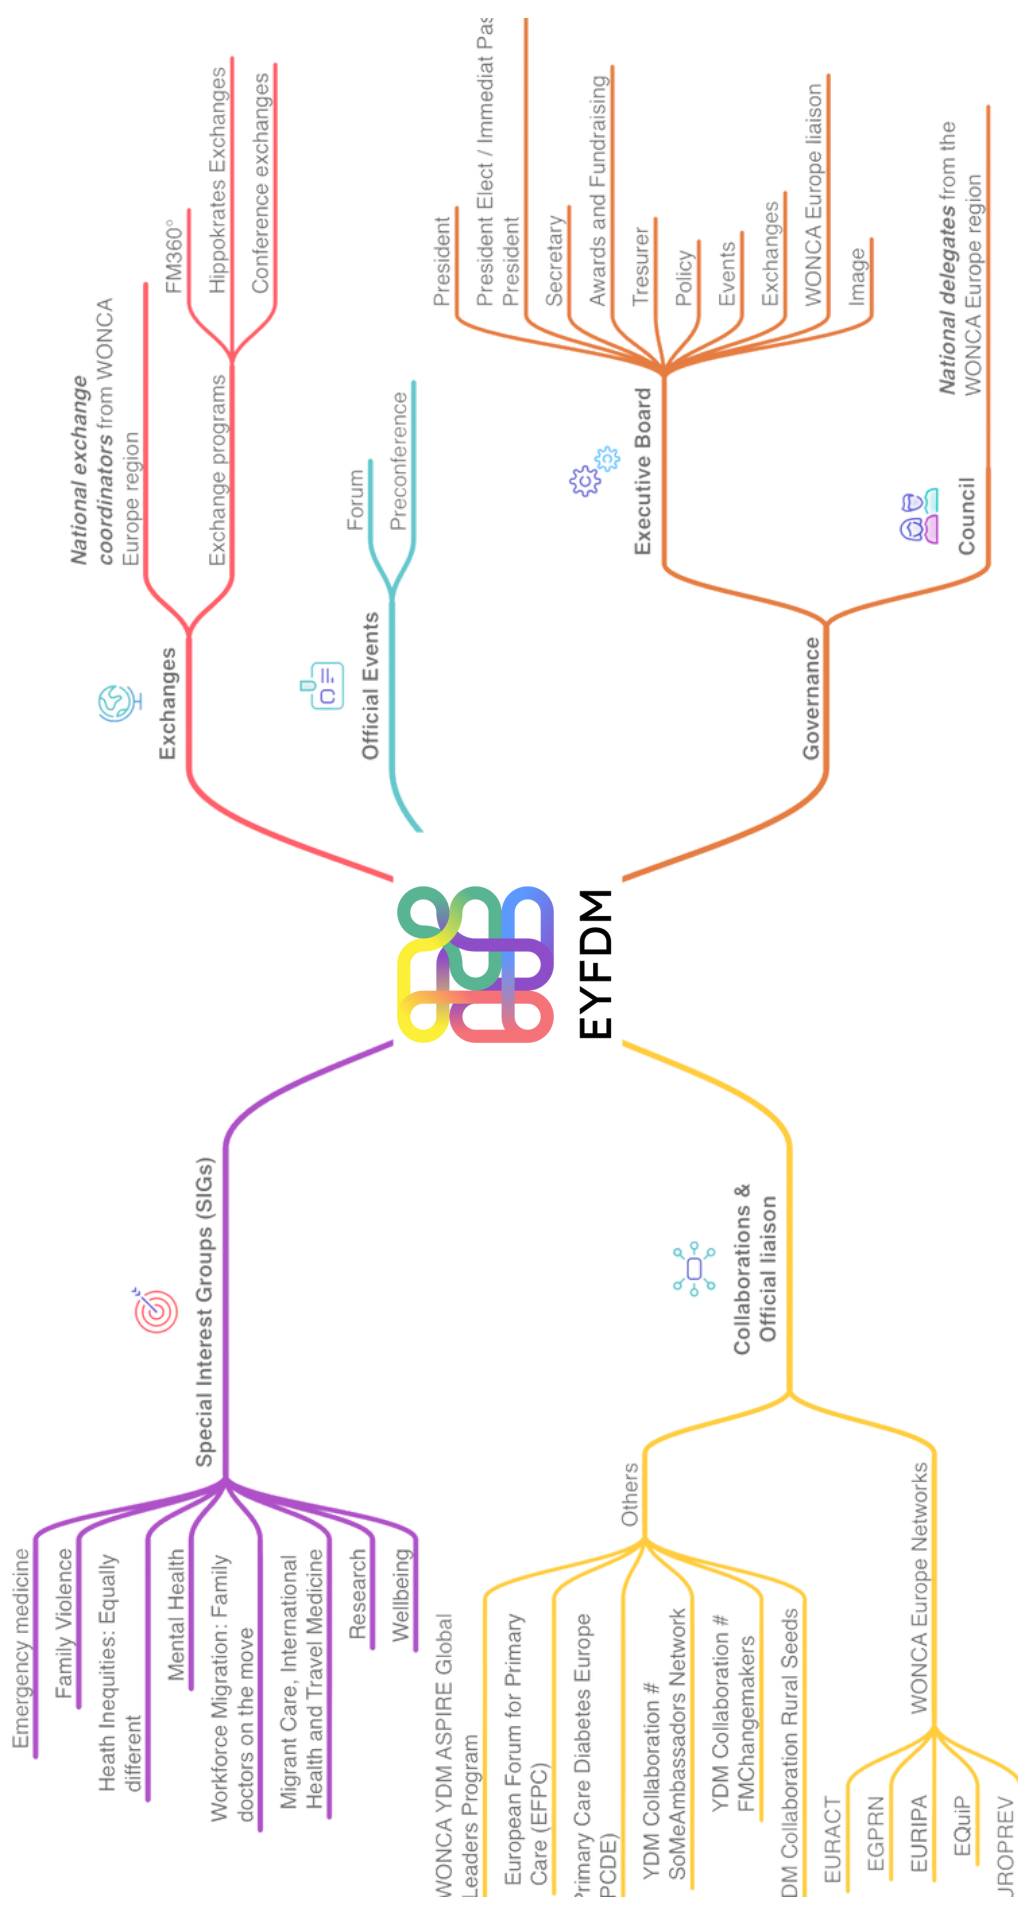 Emergency medicine
Family Violence
Heath Inequities: Equally
different
Mental Health
Workforce Migration: Family
doctors on the move
Migrant Care, International
Health and Travel Medicine
Research
Wellbeing
Special Interest Groups (SIGs)
WONCA YDM ASPIRE Global
Leaders Program
European Forum for Primary
Care (EFPC)
Primary Care Diabetes Europe
PCDE)
YDM Collaboration #
SoMeAmbassadors Network
YDM Collaboration #
FMChangemakers
DM Collaboration Rural Seeds
Others
EURACT
EGPRN
EURIPA
EQuiP
UROPREV
WONCA Europe Networks
Collaborations &
Official liaison
EYFDM
Exchanges
National exchange
coordinators from WONCA
Europe region
Exchange programs
FM360°
Hippokrates Exchanges
Conference exchanges
Official Events
Forum
Preconference
Governance
Executive Board
President
President Elect / Immediat Pas
President
Secretary
Awards and Fundraising
Tresurer
Policy
Events
Exchanges
WONCA Europe liaison
Image
Council
National delegates from the
WONCA Europe region